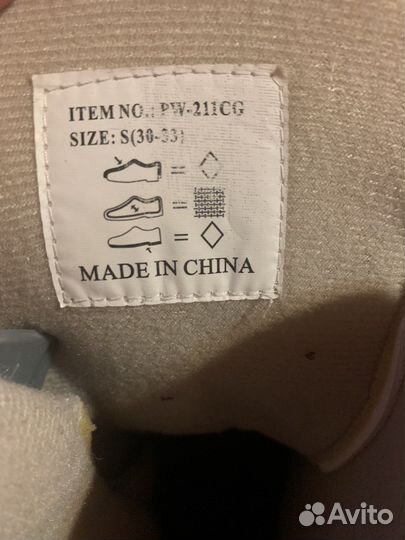 ITEM NO.: PW-211CG
SIZE: S(30-33)
MADE IN CHINA
Avito